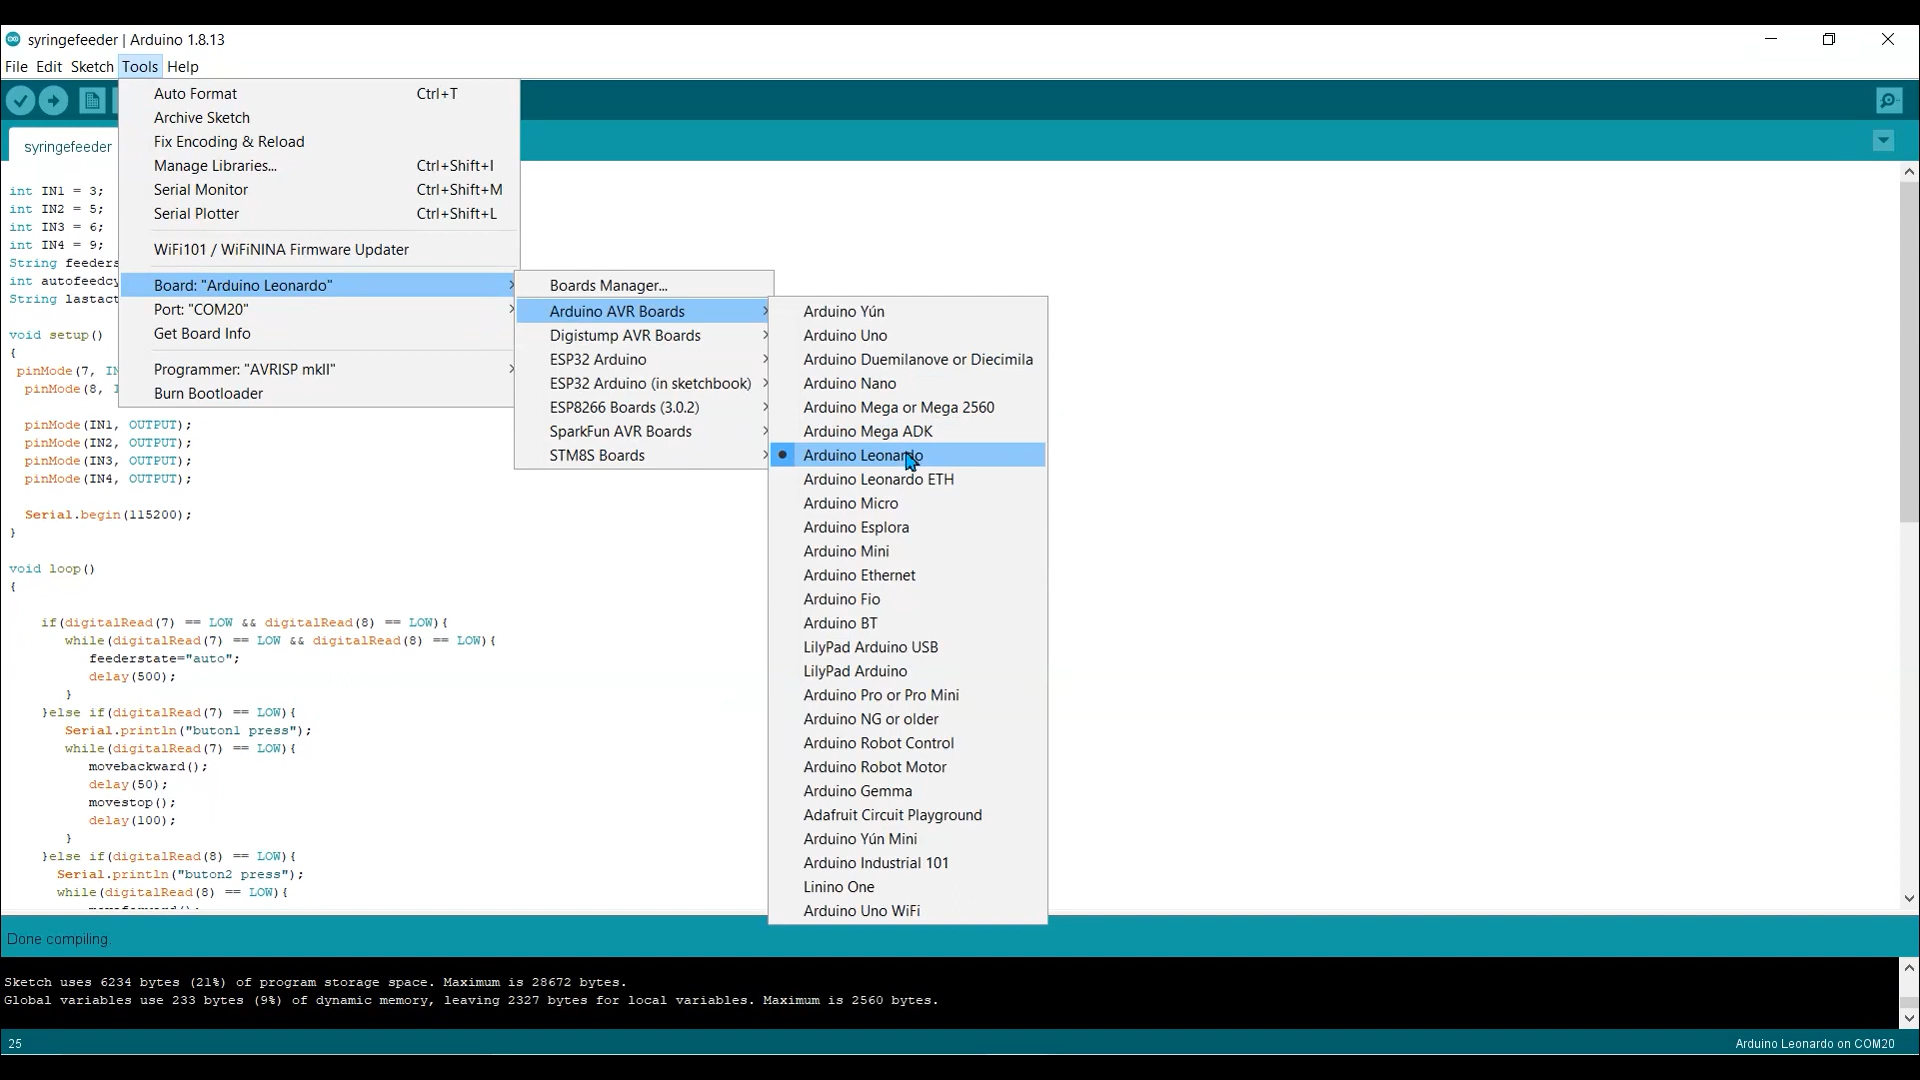 syringefeeder | Arduino 1.8.13
File Edit Sketch Tools Help
syringefeeder
int IN1 = 3;
int IN2 = 5;
int IN3 = 6;
int IN4 = 9;
String feeders
int autofeedcy
String lastact
void setup()
{
pinMode(7, IN
pinMode(8, I
pinMode(IN1, OUTPUT);
pinMode(IN2, OUTPUT);
pinMode(IN3, OUTPUT);
pinMode(IN4, OUTPUT);
Serial.begin(115200);
}
void loop()
{
if(digitalRead(7) == LOW && digitalRead(8) == LOW){
while(digitalRead(7) == LOW && digitalRead(8) == LOW){
feederstate="auto";
delay(500);
}
}else if(digitalRead(7) == LOW){
Serial.println("buton1 press");
while(digitalRead(7) == LOW){
movebackward();
delay(50);
movestop();
delay(100);
}
}else if(digitalRead(8) == LOW){
Serial.println("buton2 press");
while(digitalRead(8) == LOW){
Auto Format Ctrl+T
Archive Sketch
Fix Encoding & Reload
Manage Libraries... Ctrl+Shift+I
Serial Monitor Ctrl+Shift+M
Serial Plotter Ctrl+Shift+L
WiFi101 / WiFiNINA Firmware Updater
Board: "Arduino Leonardo"
Port: "COM20"
Get Board Info
Programmer: "AVRISP mkII"
Burn Bootloader
Boards Manager...
Arduino AVR Boards
Digistump AVR Boards
ESP32 Arduino
ESP32 Arduino (in sketchbook)
ESP8266 Boards (3.0.2)
SparkFun AVR Boards
STM8S Boards
Arduino Yún
Arduino Uno
Arduino Duemilanove or Diecimila
Arduino Nano
Arduino Mega or Mega 2560
Arduino Mega ADK
Arduino Leonardo
Arduino Leonardo ETH
Arduino Micro
Arduino Esplora
Arduino Mini
Arduino Ethernet
Arduino Fio
Arduino BT
LilyPad Arduino USB
LilyPad Arduino
Arduino Pro or Pro Mini
Arduino NG or older
Arduino Robot Control
Arduino Robot Motor
Arduino Gemma
Adafruit Circuit Playground
Arduino Yún Mini
Arduino Industrial 101
Linino One
Arduino Uno WiFi
Done compiling.
Sketch uses 6234 bytes (21%) of program storage space. Maximum is 28672 bytes.
Global variables use 233 bytes (9%) of dynamic memory, leaving 2327 bytes for local variables. Maximum is 2560 bytes.
25
Arduino Leonardo on COM20